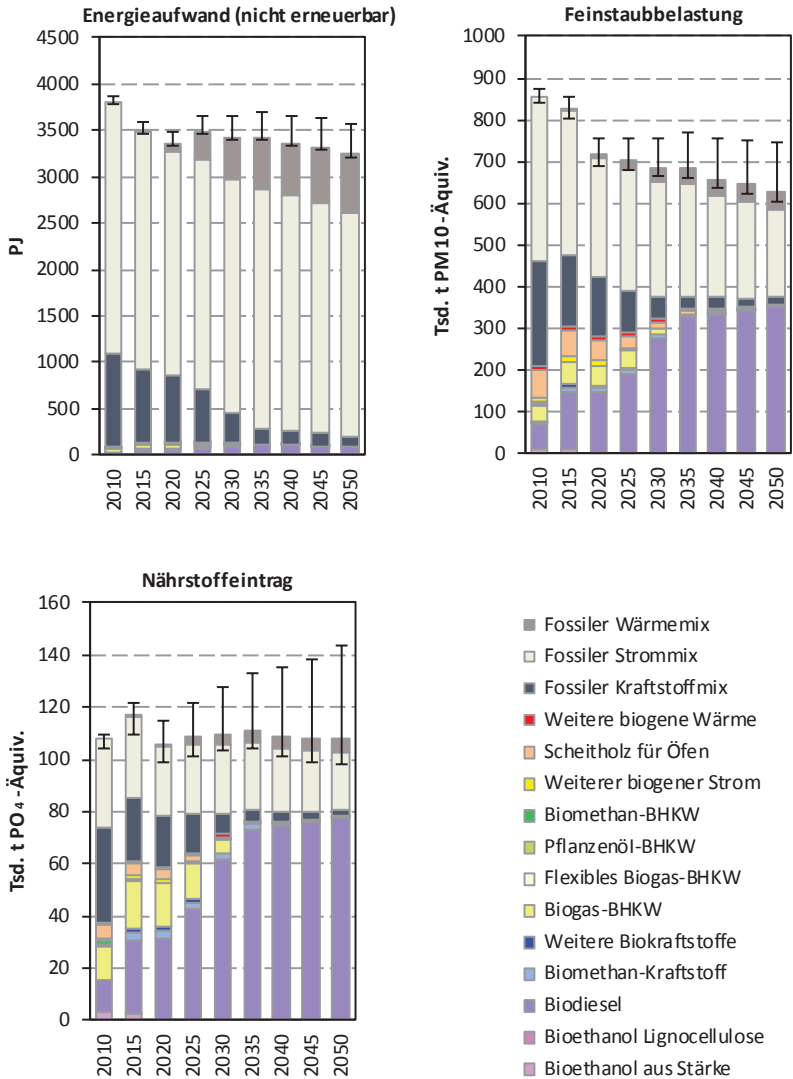 Energieaufwand (nicht erneuerbar)
PJ
4500
4000
3500
3000
2500
2000
1500
1000
500
0
2010
2015
2020
2025
2030
2035
2040
2045
2050
Feinstaubbelastung
Tsd. t PM10-Äquiv.
1000
900
800
700
600
500
400
300
200
100
0
2010
2015
2020
2025
2030
2035
2040
2045
2050
Nährstoffeintrag
Tsd. t PO₄-Äquiv.
160
140
120
100
80
60
40
20
0
2010
2015
2020
2025
2030
2035
2040
2045
2050
Fossiler Wärmemix
Fossiler Strommix
Fossiler Kraftstoffmix
Weitere biogene Wärme
Scheitholz für Öfen
Weiterer biogener Strom
Biomethan-BHKW
Pflanzenöl-BHKW
Flexibles Biogas-BHKW
Biogas-BHKW
Weitere Biokraftstoffe
Biomethan-Kraftstoff
Biodiesel
Bioethanol Lignocellulose
Bioethanol aus Stärke